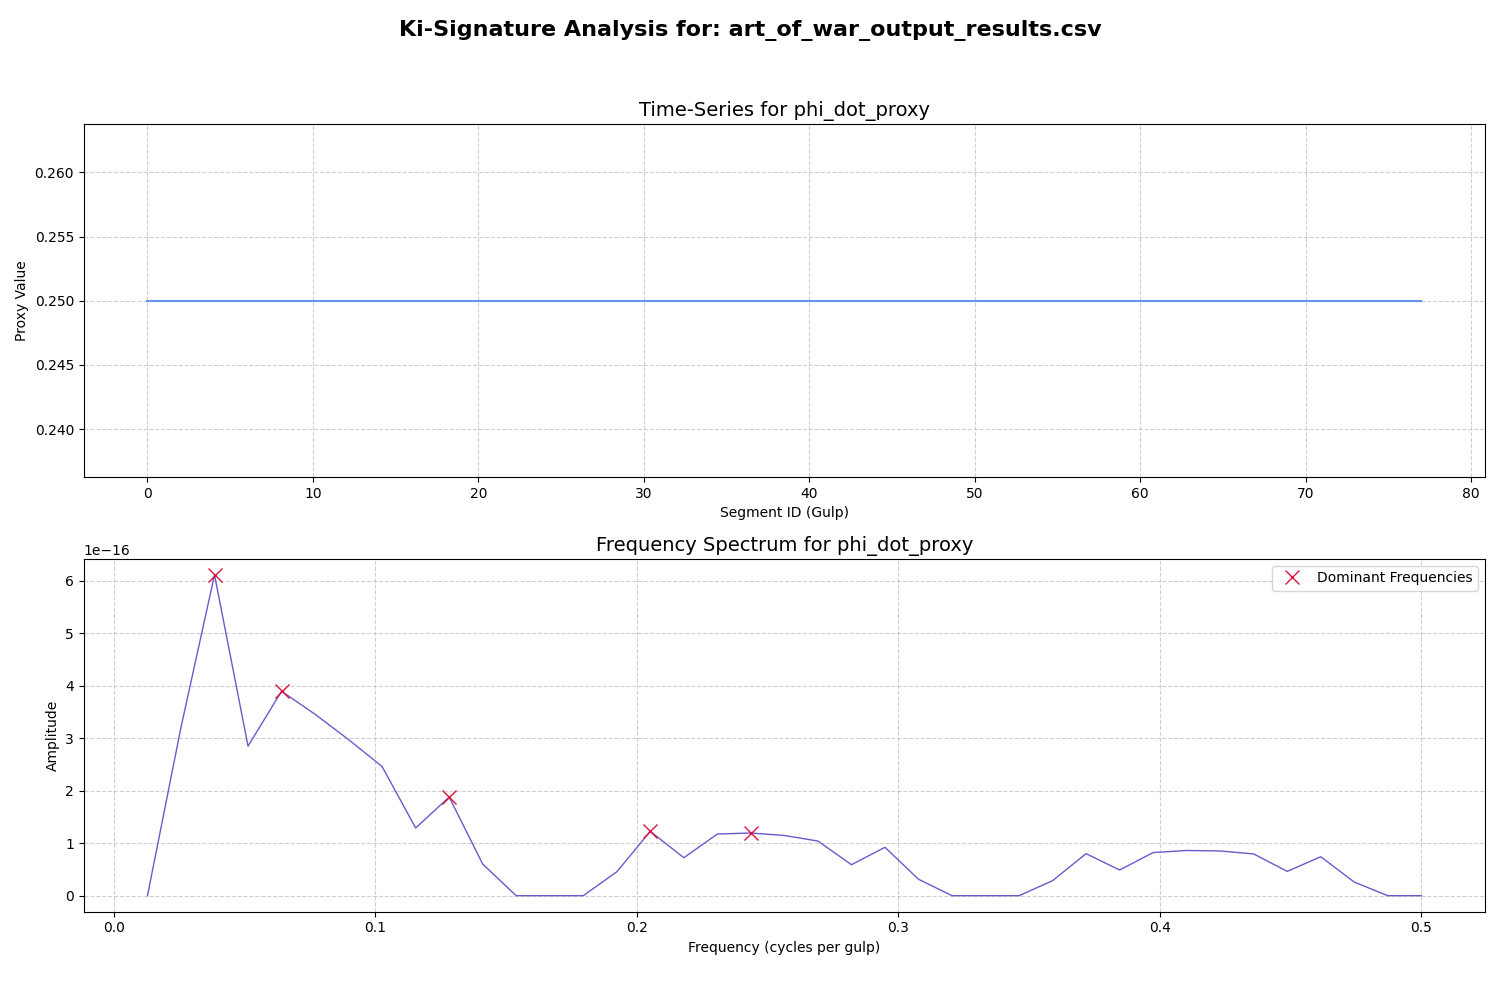 Ki-Signature Analysis for: art_of_war_output_results.csv
Time-Series for phi_dot_proxy
Proxy Value
0.260
0.255
0.250
0.245
0.240
0 10 20 30 40 50 60 70 80
Segment ID (Gulp)
Frequency Spectrum for phi_dot_proxy
1e−16
Dominant Frequencies
Amplitude
6
5
4
3
2
1
0
0.0 0.1 0.2 0.3 0.4 0.5
Frequency (cycles per gulp)